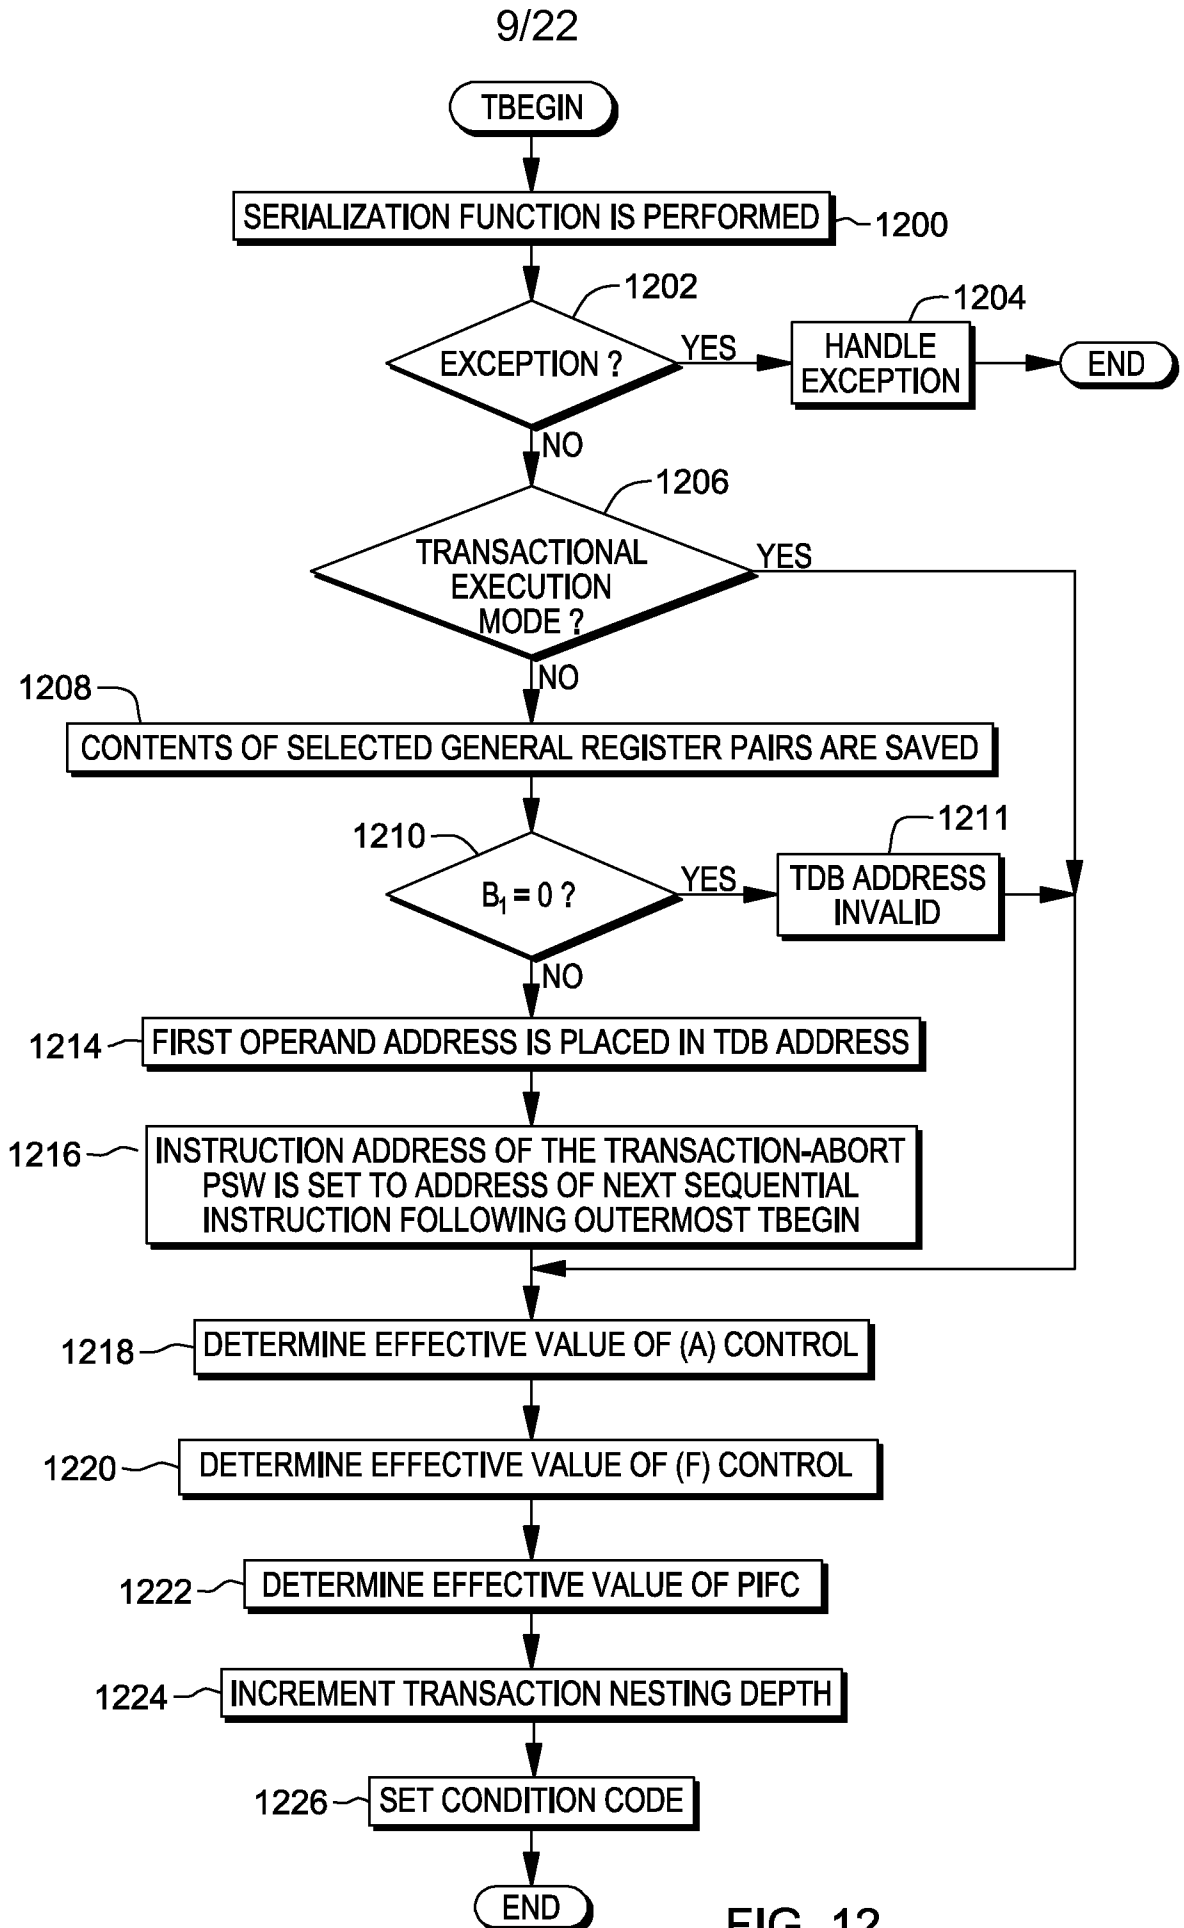 9/22
TBEGIN
SERIALIZATION FUNCTION IS PERFORMED
1200
1202
EXCEPTION ?
YES
1204
HANDLE
EXCEPTION
END
NO
1206
TRANSACTIONAL
EXECUTION
MODE ?
YES
NO
1208
CONTENTS OF SELECTED GENERAL REGISTER PAIRS ARE SAVED
1210
B1 = 0 ?
YES
1211
TDB ADDRESS
INVALID
NO
1214
FIRST OPERAND ADDRESS IS PLACED IN TDB ADDRESS
1216
INSTRUCTION ADDRESS OF THE TRANSACTION-ABORT
PSW IS SET TO ADDRESS OF NEXT SEQUENTIAL
INSTRUCTION FOLLOWING OUTERMOST TBEGIN
1218
DETERMINE EFFECTIVE VALUE OF (A) CONTROL
1220
DETERMINE EFFECTIVE VALUE OF (F) CONTROL
1222
DETERMINE EFFECTIVE VALUE OF PIFC
1224
INCREMENT TRANSACTION NESTING DEPTH
1226
SET CONDITION CODE
END
FIG. 12